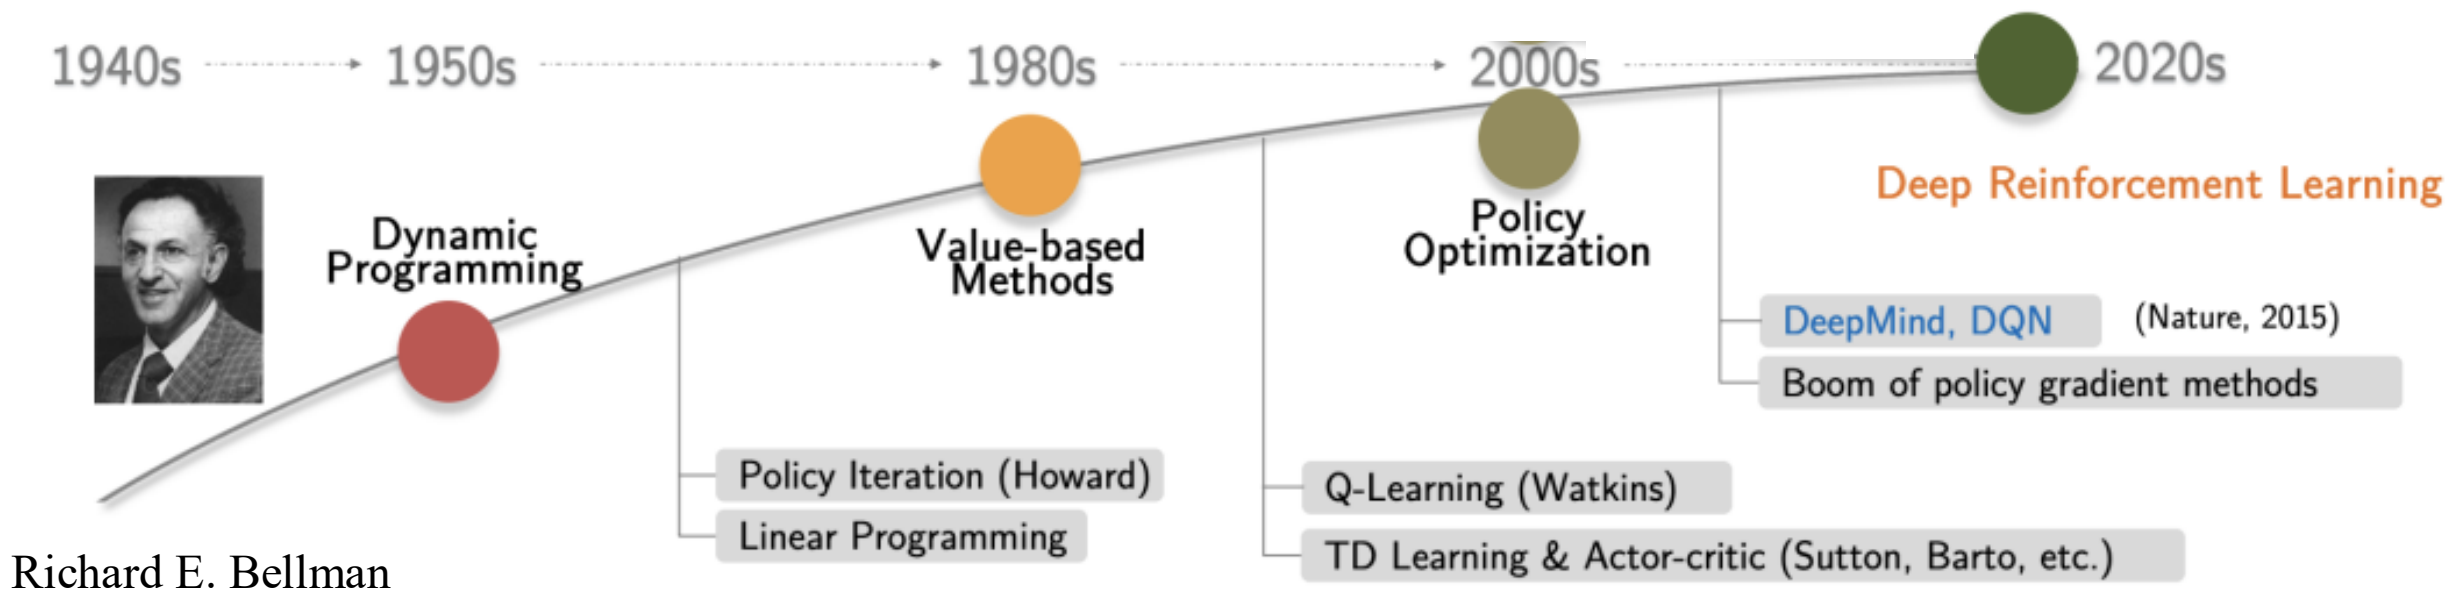 1940s
1950s
1980s
2000s
2020s
Dynamic
Programming
Value-based
Methods
Policy
Optimization
Deep Reinforcement Learning
DeepMind, DQN
(Nature, 2015)
Boom of policy gradient methods
Policy Iteration (Howard)
Linear Programming
Q-Learning (Watkins)
TD Learning & Actor-critic (Sutton, Barto, etc.)
Richard E. Bellman